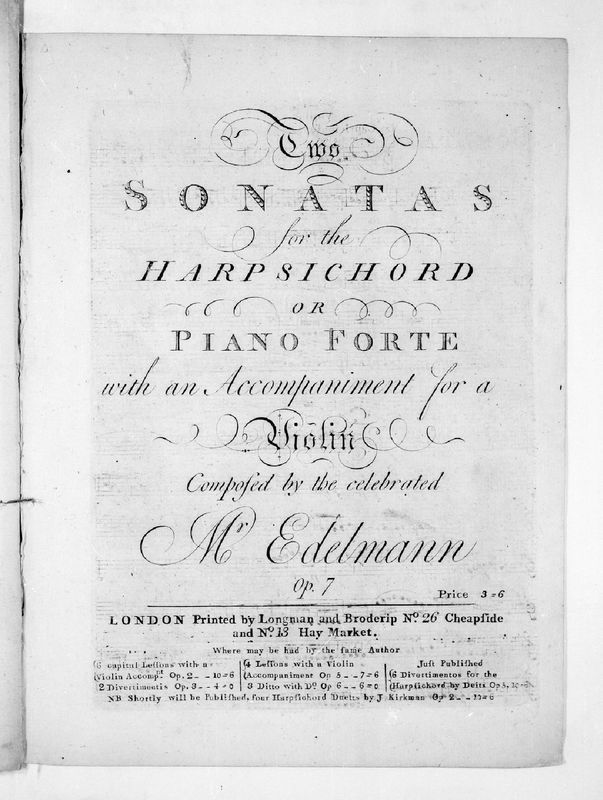 Two
SONATAS
for the
HARPSICHORD
OR
PIANO FORTE
with an Accompaniment for a
Violin
Compoſed by the celebrated
Mr Edelmann
Op. 7
Price 3=6
LONDON Printed by Longman and Broderip No. 26 Cheapſide
and No. 13 Hay Market.
Where may be had by the ſame Author
6 capital Leſſons with a
Violin Accompt. Op. 2 - - 10=6
2 Divertimentis Op. 3 - - 4=0
4 Leſſons with a Violin
Accompaniment Op 5 - - 7=6
3 Ditto with Do. Op 6 - - 6=0
Juſt Publiſhed
6 Divertimentos for the
Harpſichord by Op 8,
NB Shortly will be Publiſhed, four Harpſichord Duetts by J Kirkman Op 2 - -